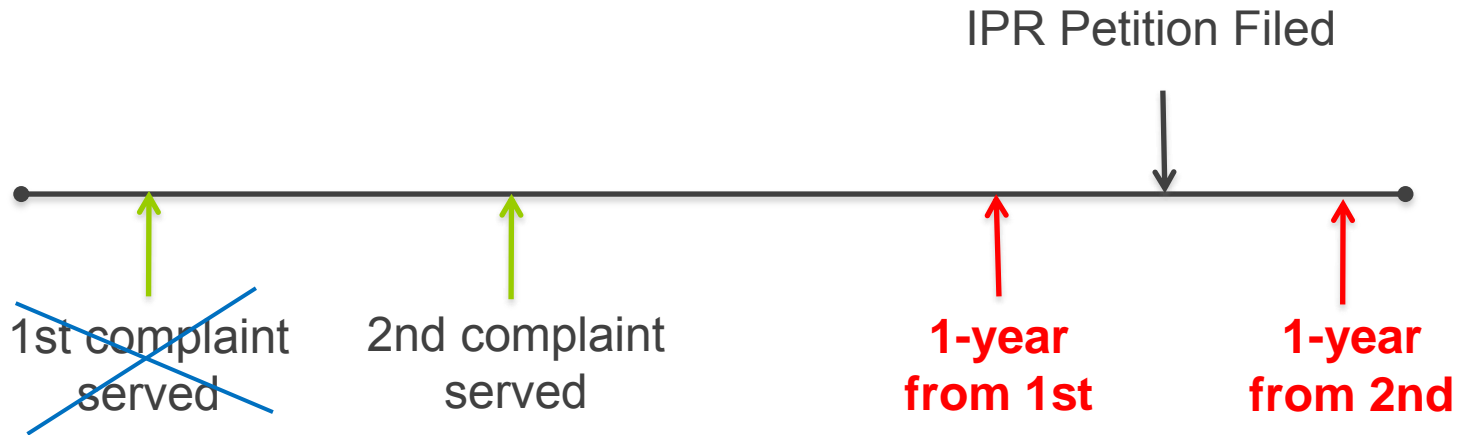 IPR Petition Filed
1st complaint
served
2nd complaint
served
1-year
from 1st
1-year
from 2nd